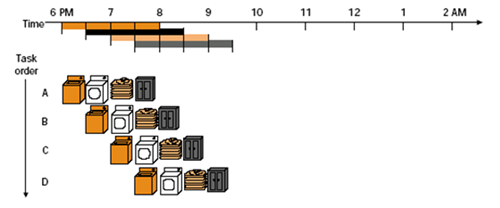 6 PM 7 8 9 10 11 12 1 2 AM
Time
Task
order
A
B
C
D